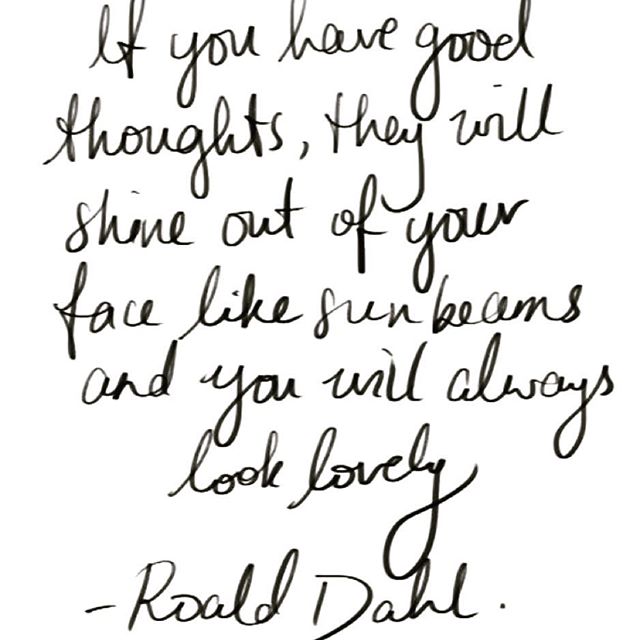 If you have good
thoughts, they will
shine out of your
face like sunbeams
and you will always
look lovely
- Roald Dahl.